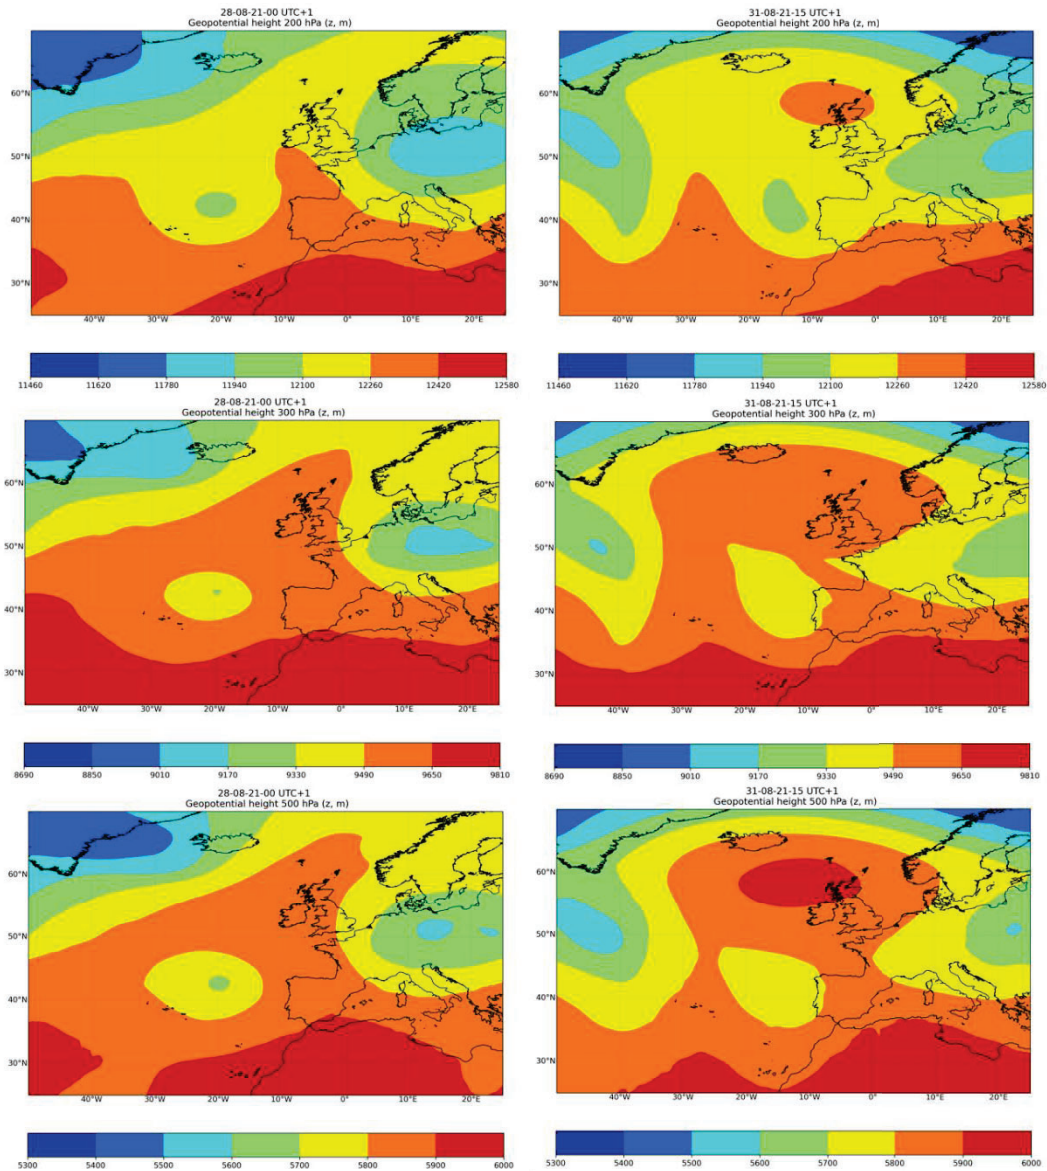 28-08-21-00 UTC+1
Geopotential height 200 hPa (z, m)
60°N
50°N
40°N
30°N
40°W 30°W 20°W 10°W 0° 10°E 20°E
11460 11620 11780 11940 12100 12260 12420 12580
31-08-21-15 UTC+1
Geopotential height 200 hPa (z, m)
60°N
50°N
40°N
30°N
40°W 30°W 20°W 10°W 0° 10°E 20°E
11460 11620 11780 11940 12100 12260 12420 12580
28-08-21-00 UTC+1
Geopotential height 300 hPa (z, m)
60°N
50°N
40°N
30°N
40°W 30°W 20°W 10°W 0° 10°E 20°E
8690 8850 9010 9170 9330 9490 9650 9810
31-08-21-15 UTC+1
Geopotential height 300 hPa (z, m)
60°N
50°N
40°N
30°N
40°W 30°W 20°W 10°W 0° 10°E 20°E
8690 8850 9010 9170 9330 9490 9650 9810
28-08-21-00 UTC+1
Geopotential height 500 hPa (z, m)
60°N
50°N
40°N
30°N
40°W 30°W 20°W 10°W 0° 10°E 20°E
5300 5400 5500 5600 5700 5800 5900 6000
31-08-21-15 UTC+1
Geopotential height 500 hPa (z, m)
60°N
50°N
40°N
30°N
40°W 30°W 20°W 10°W 0° 10°E 20°E
5300 5400 5500 5600 5700 5800 5900 6000